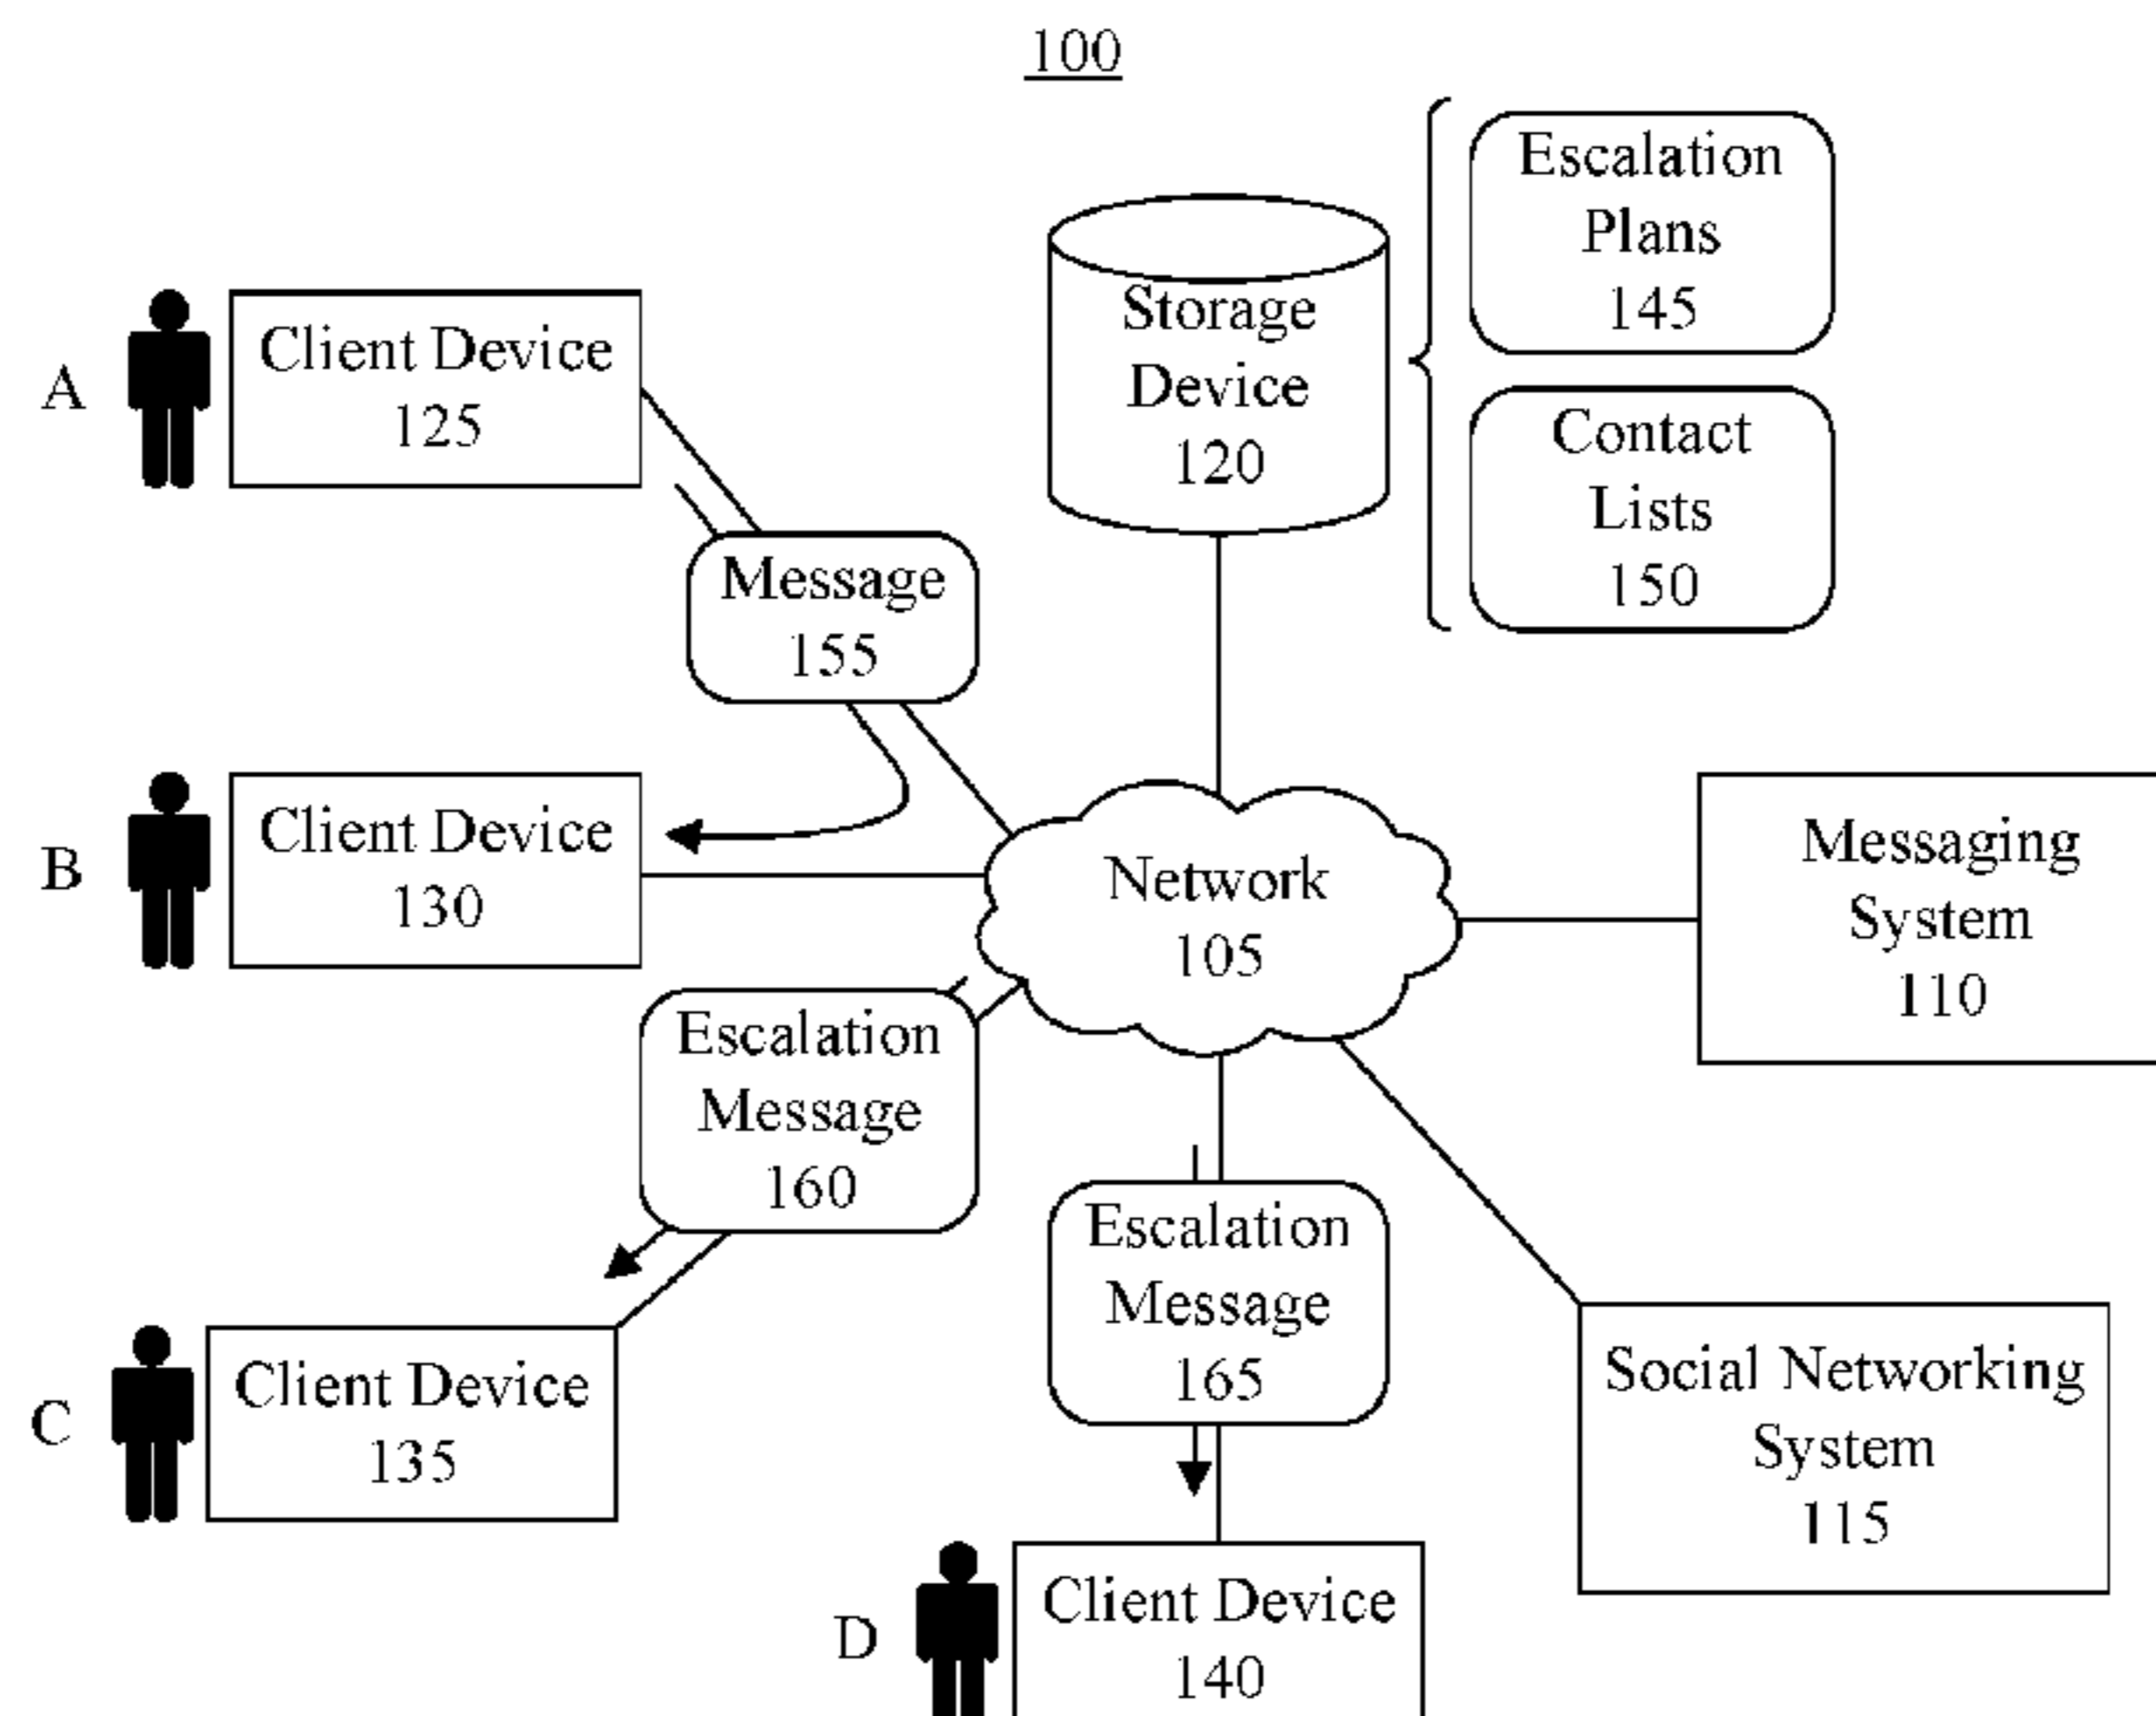 100
Escalation
Plans
145
Storage
Device
120
Contact
Lists
150
A
Client Device
125
Message
155
B
Client Device
130
Network
105
Messaging
System
110
Escalation
Message
160
Escalation
Message
165
C
Client Device
135
Social Networking
System
115
D
Client Device
140